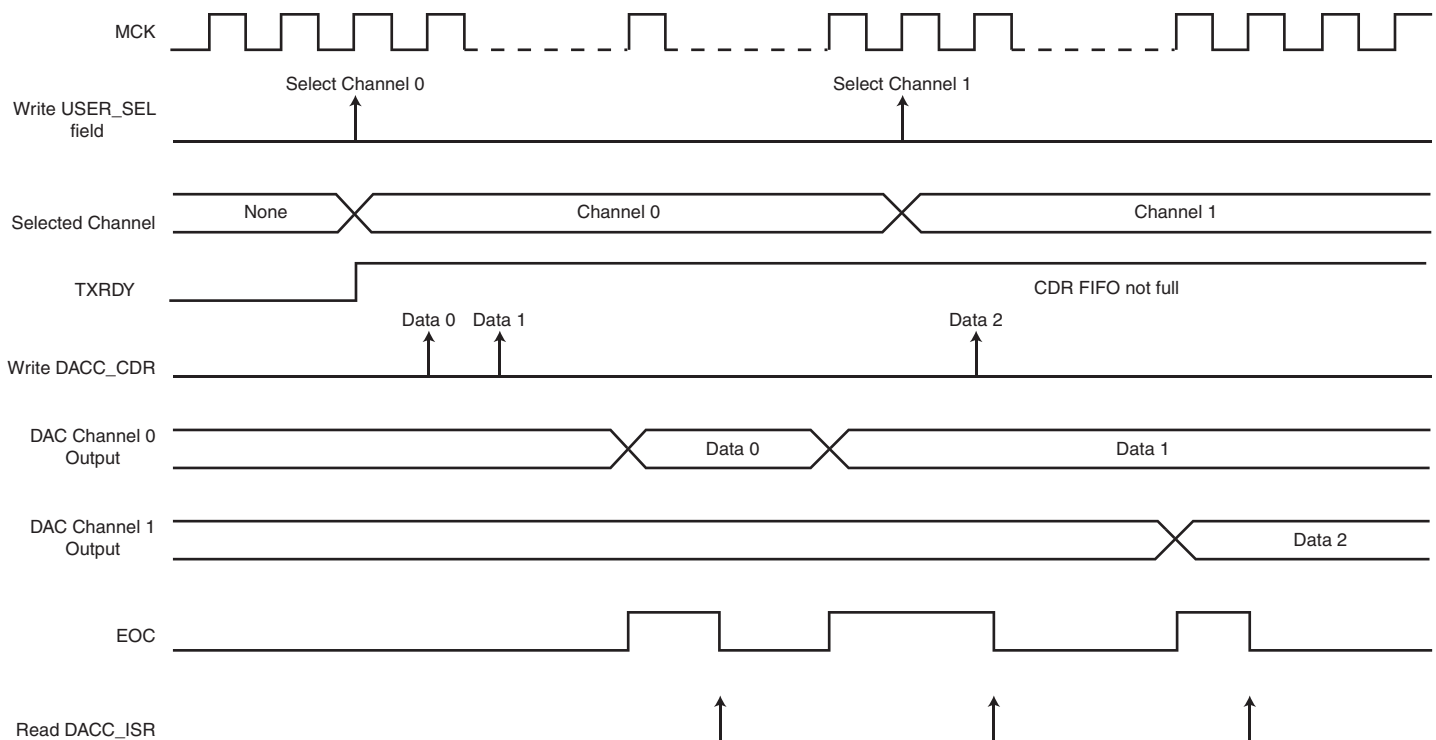 MCK
Select Channel 0
Select Channel 1
Write USER_SEL
field
Selected Channel
None
Channel 0
Channel 1
TXRDY
CDR FIFO not full
Data 0
Data 1
Data 2
Write DACC_CDR
DAC Channel 0
Output
Data 0
Data 1
DAC Channel 1
Output
Data 2
EOC
Read DACC_ISR